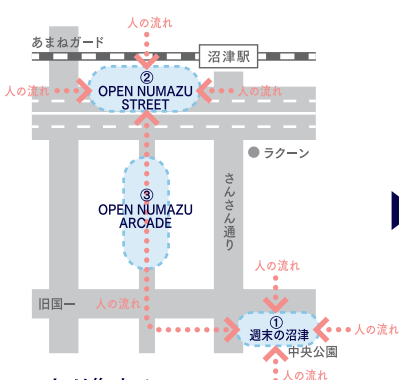 人の流れ
あまねガード
沼津駅
②
OPEN NUMAZU
STREET
人の流れ
人の流れ
ラクーン
さんさん通り
③
OPEN NUMAZU
ARCADE
人の流れ
旧国一
人の流れ
①
週末の沼津
人の流れ
中央公園
人の流れ